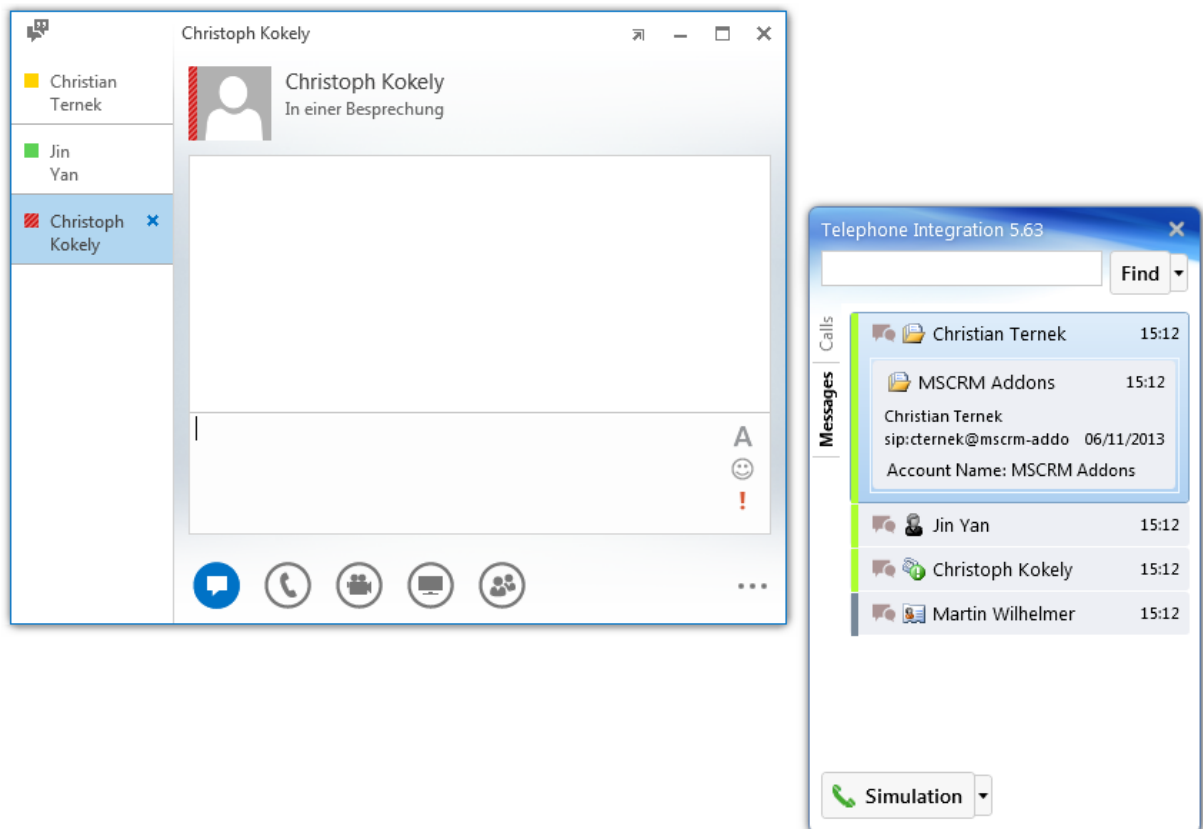 Christoph Kokely
Christian
Ternek
Jin
Yan
Christoph
Kokely
Christoph Kokely
In einer Besprechung
A
!
Telephone Integration 5.63
Find
Calls
Messages
Christian Ternek 15:12
MSCRM Addons 15:12
Christian Ternek
sip:cternek@mscrm-addo 06/11/2013
Account Name: MSCRM Addons
Jin Yan 15:12
Christoph Kokely 15:12
Martin Wilhelmer 15:12
Simulation